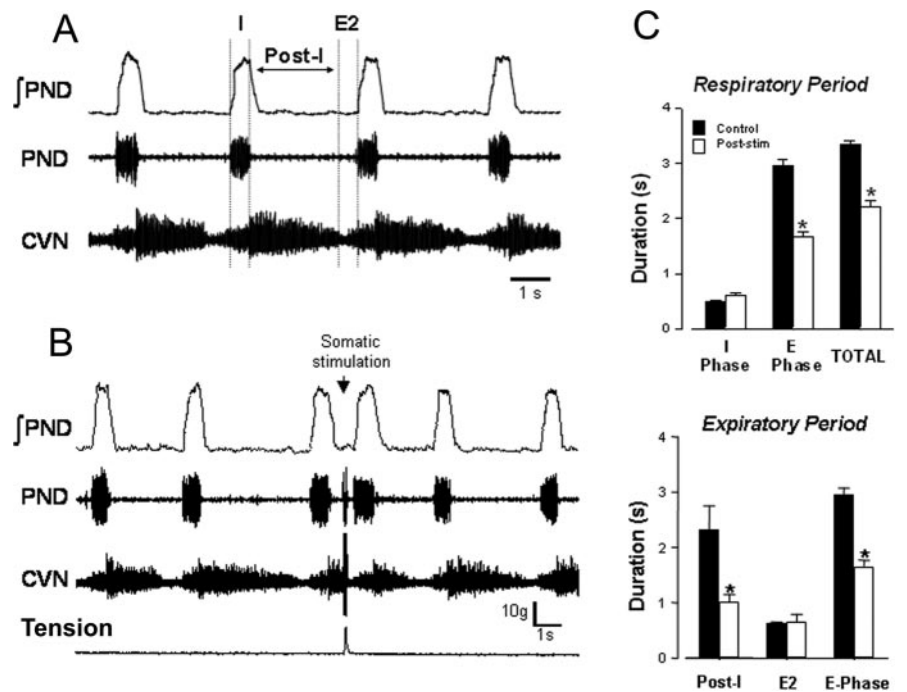 A
I
E2
Post-I
∫PND
PND
CVN
1 s
B
Somatic
stimulation
∫PND
PND
CVN
10g
1s
Tension
C
Respiratory Period
4
3
2
1
0
Duration (s)
Control
Post-stim
*
*
I
Phase
E
Phase
TOTAL
Expiratory Period
4
3
2
1
0
Duration (s)
*
*
Post-I
E2
E-Phase